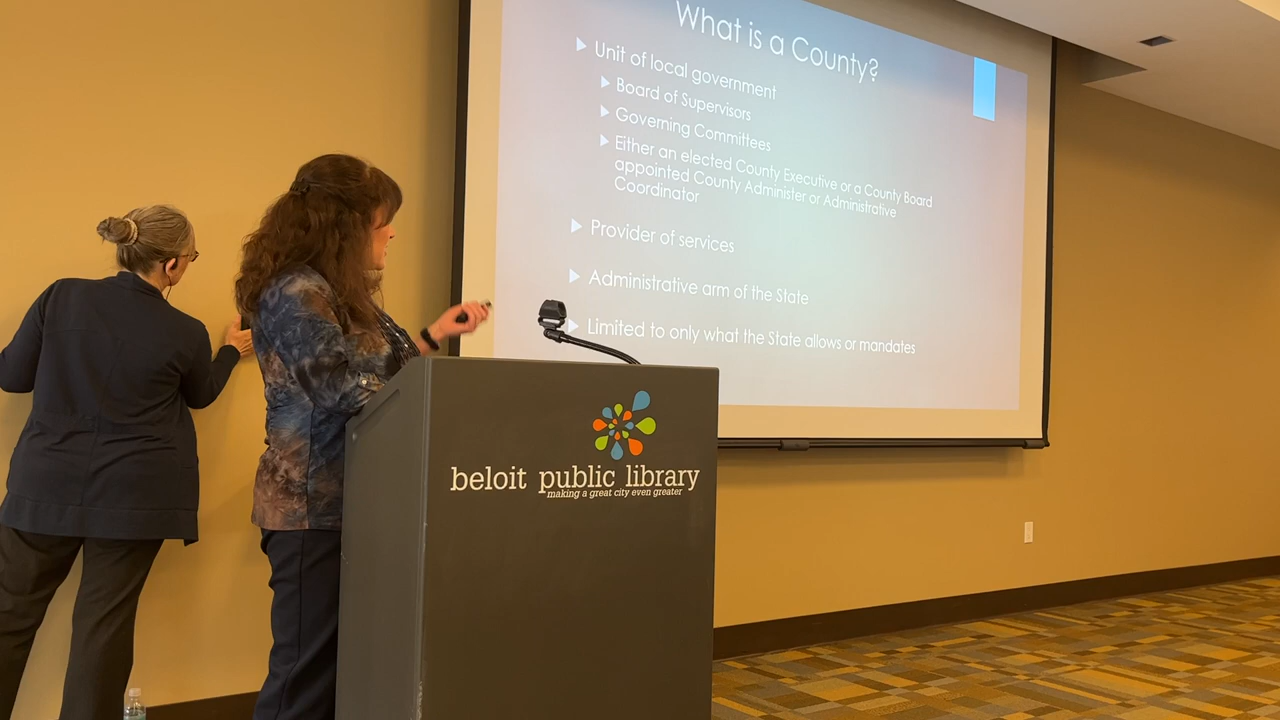 What is a County?
Unit of local government
Board of Supervisors
Governing Committees
Either an elected County Executive or a County Board
appointed County Administer or Administrative
Coordinator
Provider of services
Administrative arm of the State
Limited to only what the State allows or mandates
beloit public library
making a great city even greater